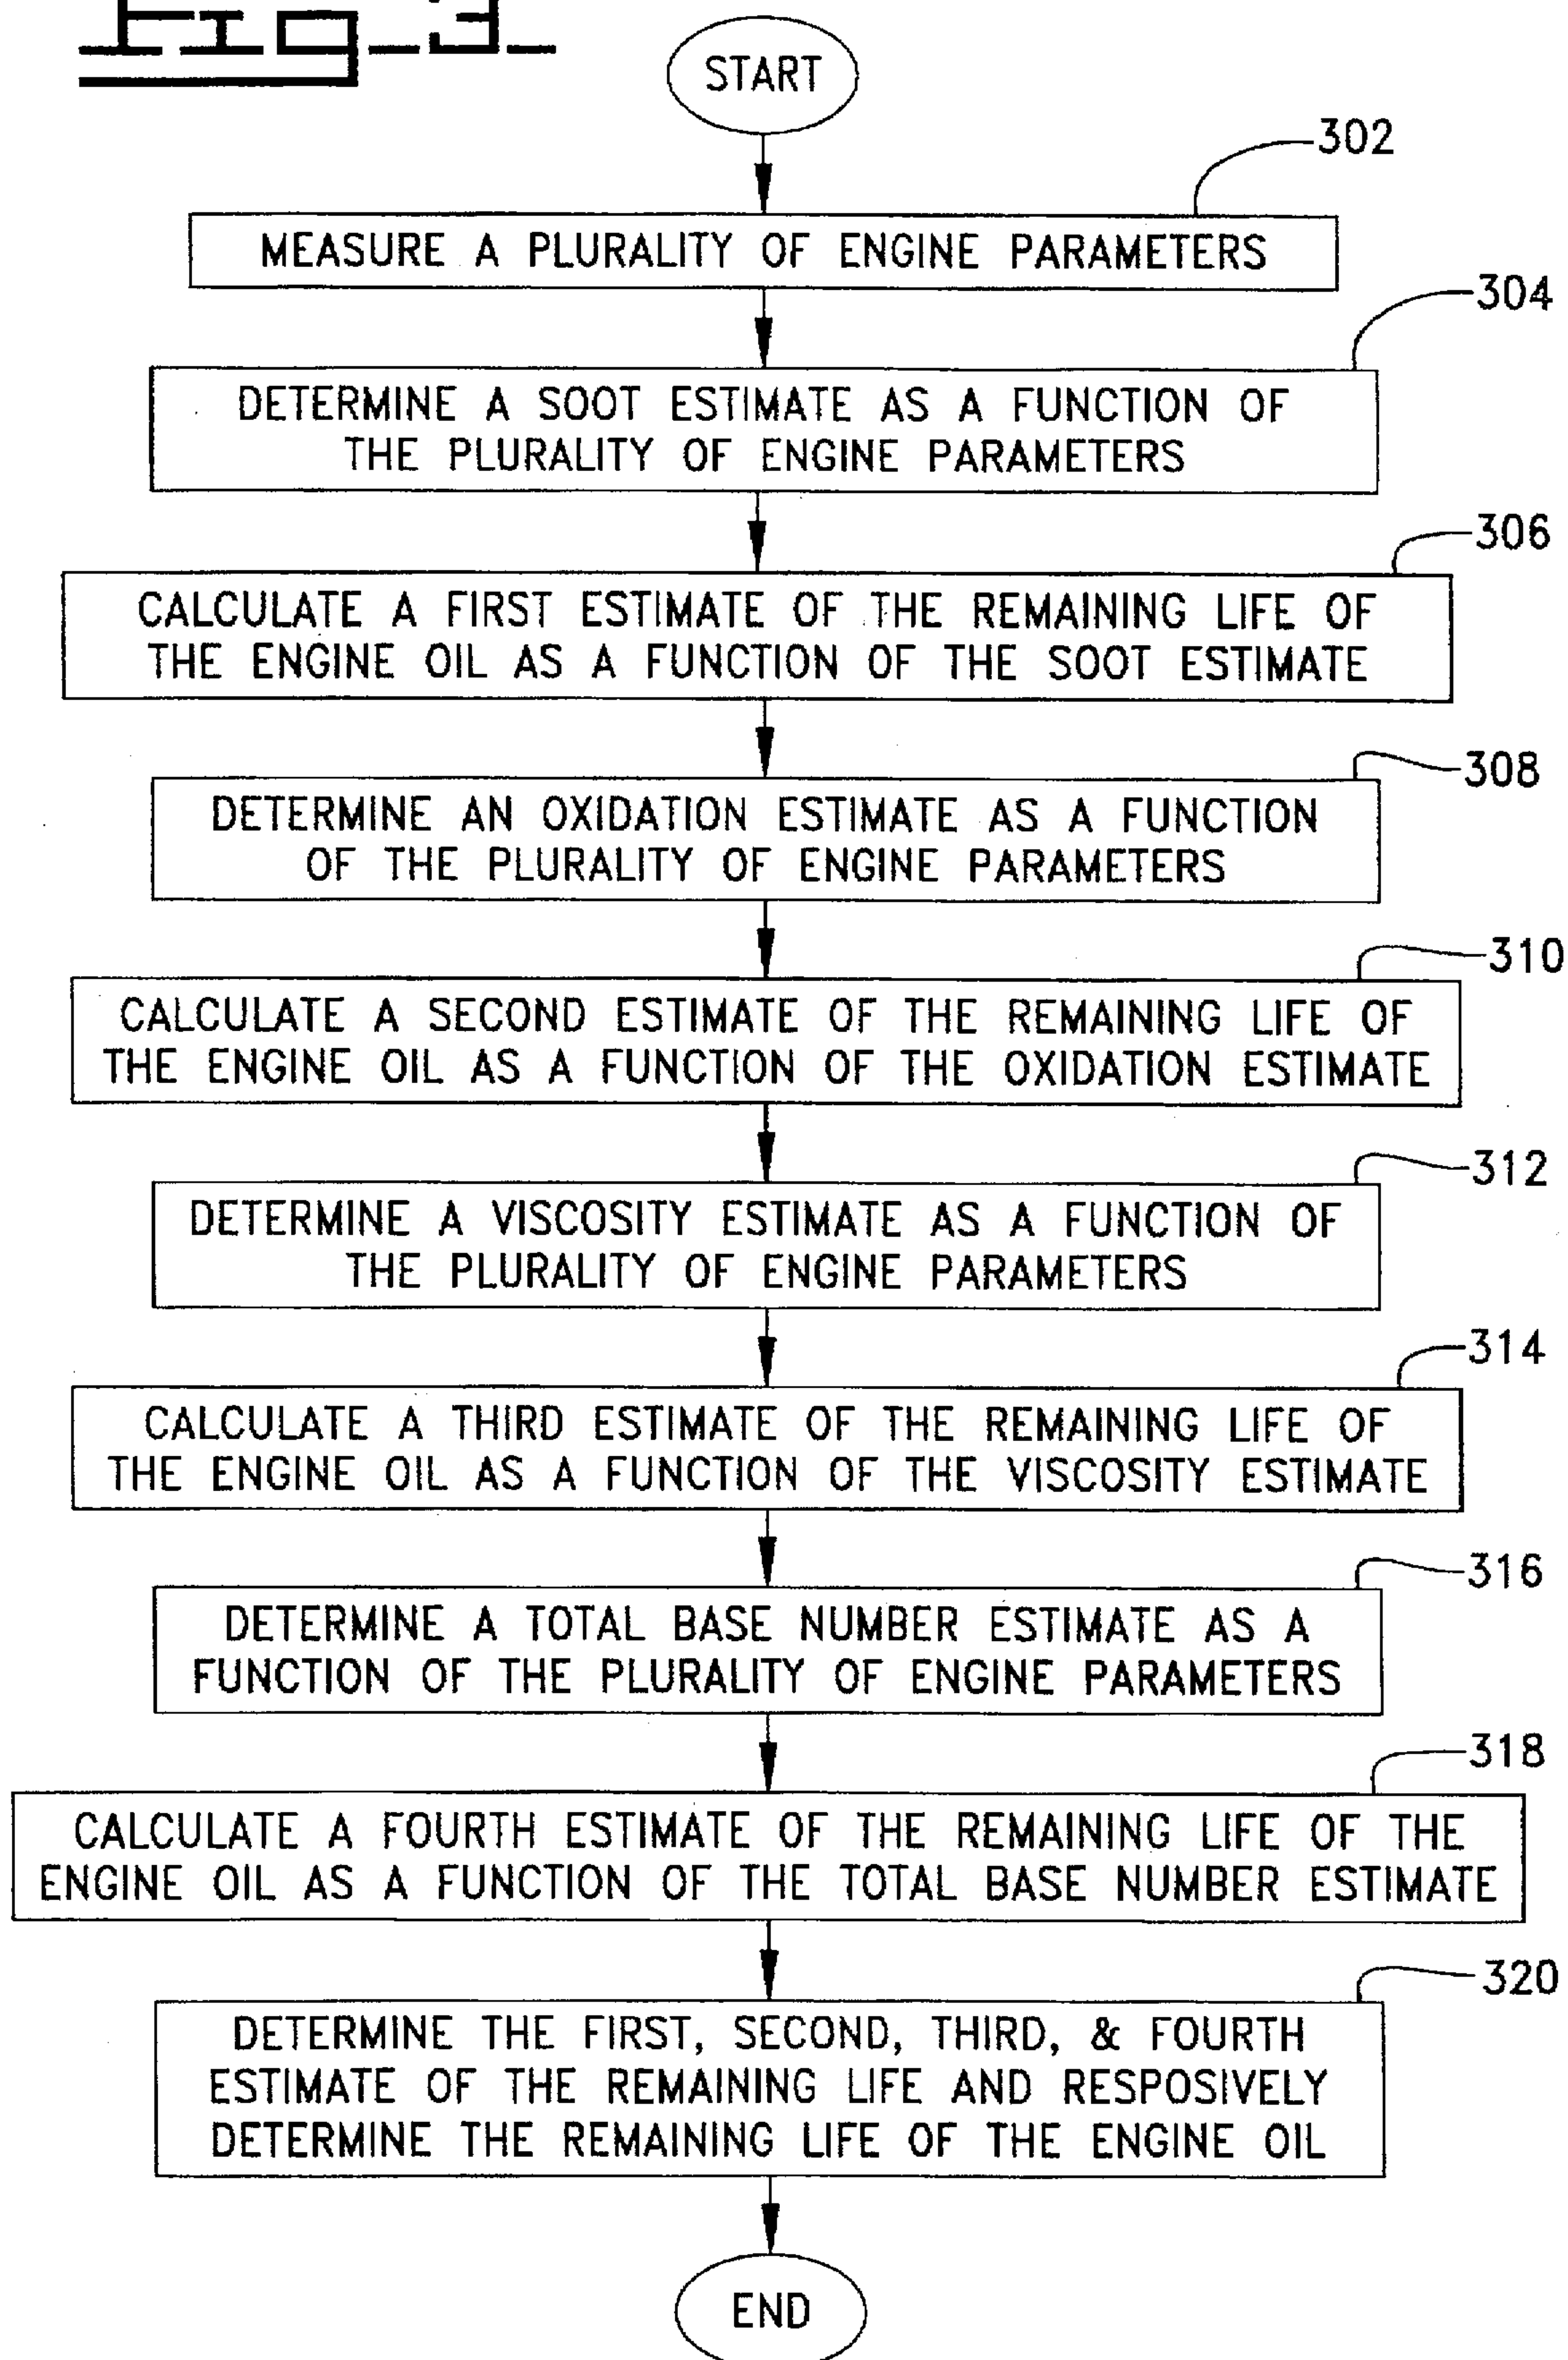 Fig_3_
START
302
MEASURE A PLURALITY OF ENGINE PARAMETERS
304
DETERMINE A SOOT ESTIMATE AS A FUNCTION OF
THE PLURALITY OF ENGINE PARAMETERS
306
CALCULATE A FIRST ESTIMATE OF THE REMAINING LIFE OF
THE ENGINE OIL AS A FUNCTION OF THE SOOT ESTIMATE
308
DETERMINE AN OXIDATION ESTIMATE AS A FUNCTION
OF THE PLURALITY OF ENGINE PARAMETERS
310
CALCULATE A SECOND ESTIMATE OF THE REMAINING LIFE OF
THE ENGINE OIL AS A FUNCTION OF THE OXIDATION ESTIMATE
312
DETERMINE A VISCOSITY ESTIMATE AS A FUNCTION OF
THE PLURALITY OF ENGINE PARAMETERS
314
CALCULATE A THIRD ESTIMATE OF THE REMAINING LIFE OF
THE ENGINE OIL AS A FUNCTION OF THE VISCOSITY ESTIMATE
316
DETERMINE A TOTAL BASE NUMBER ESTIMATE AS A
FUNCTION OF THE PLURALITY OF ENGINE PARAMETERS
318
CALCULATE A FOURTH ESTIMATE OF THE REMAINING LIFE OF THE
ENGINE OIL AS A FUNCTION OF THE TOTAL BASE NUMBER ESTIMATE
320
DETERMINE THE FIRST, SECOND, THIRD, & FOURTH
ESTIMATE OF THE REMAINING LIFE AND RESPOSIVELY
DETERMINE THE REMAINING LIFE OF THE ENGINE OIL
END